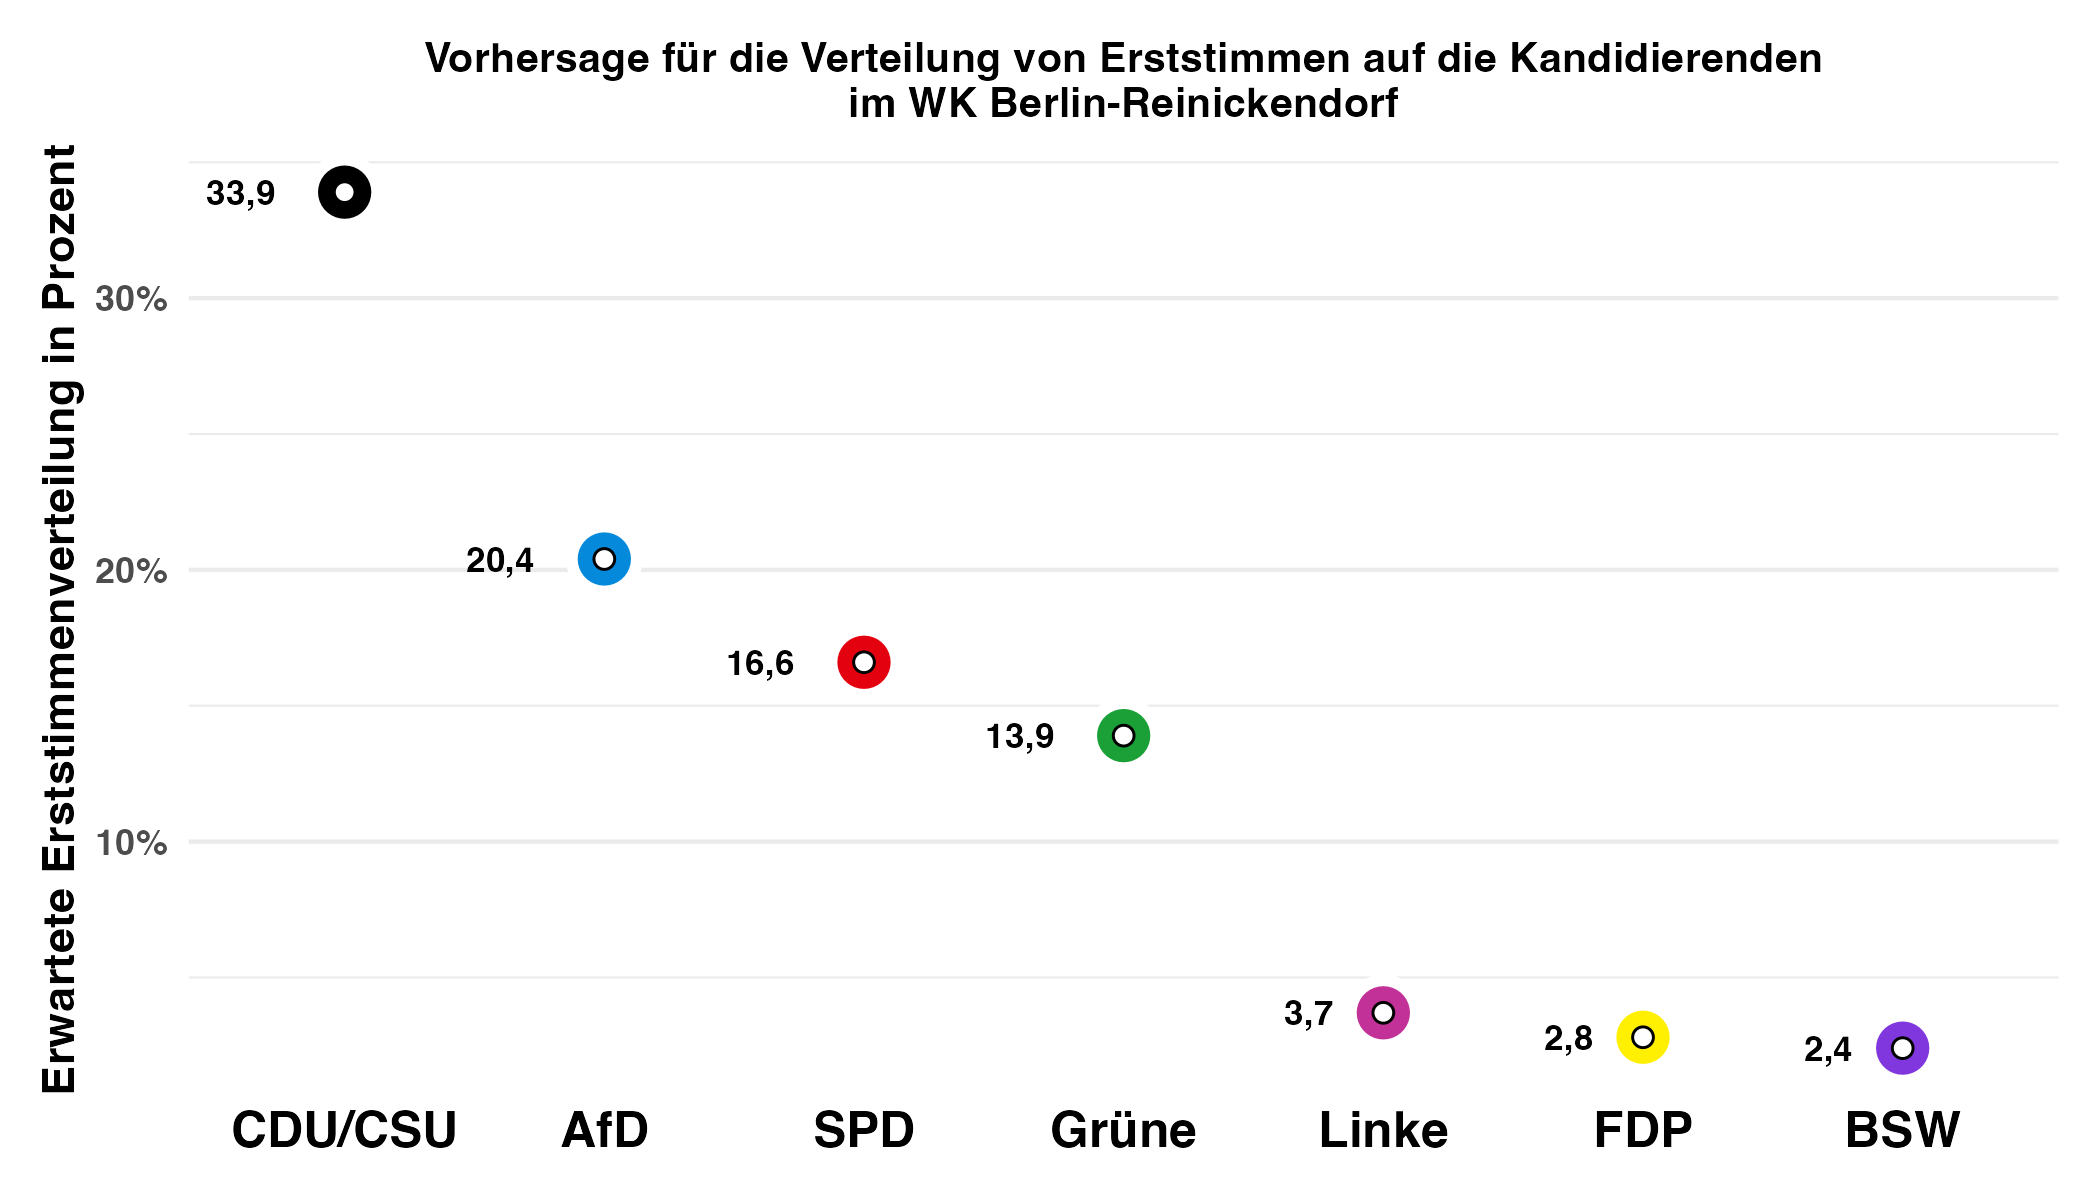 Vorhersage für die Verteilung von Erststimmen auf die Kandidierenden
im WK Berlin-Reinickendorf
Erwartete Erststimmenverteilung in Prozent
33,9
30%
20,4
20%
16,6
13,9
10%
3,7
2,8
2,4
CDU/CSU AfD SPD Grüne Linke FDP BSW